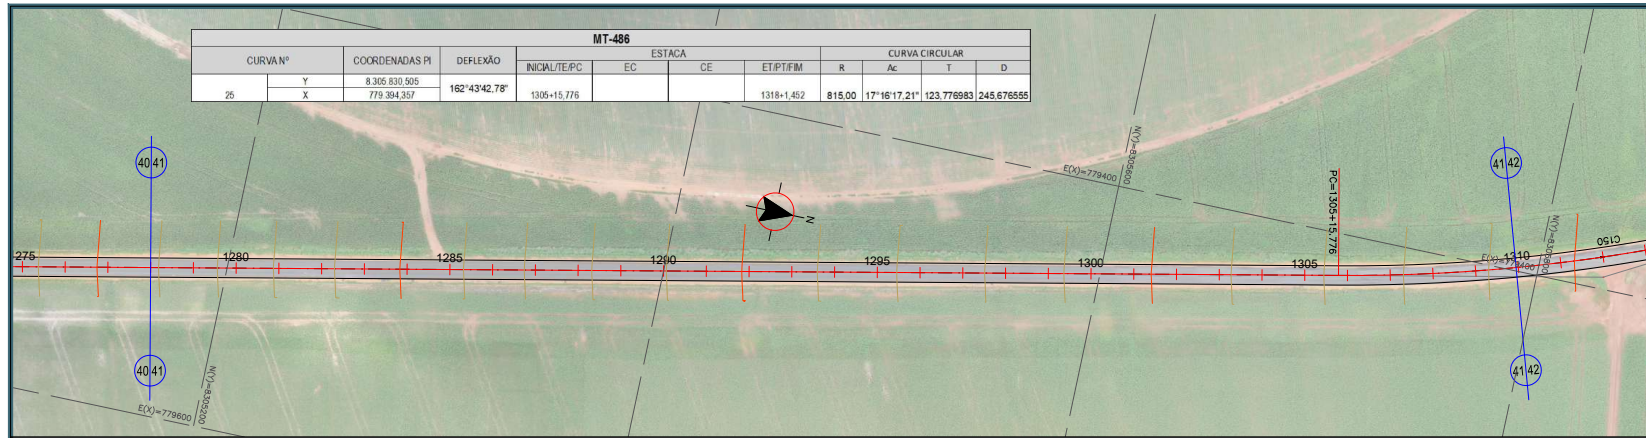 MT-486
CURVA Nº COORDENADAS PI DEFLEXÃO ESTACA CURVA CIRCULAR
INICIAL/TE/PC EC CE ET/PT/FIM R Ac T D
25 Y 8.305.830,505 162°43'42,78" 1305+15,776 1318+1,452 815,00 17°16'17,21" 123,776983 245,676555
X 779.394,357
40 41
41 42
N(Y)=8305600
E(X)=779400
PC=1305+15,776
N
N(Y)=8305800
E(X)=779400
C150
275 1280 1285 1290 1295 1300 1305 1310
40 41
41 42
N(Y)=8305200
E(X)=779600